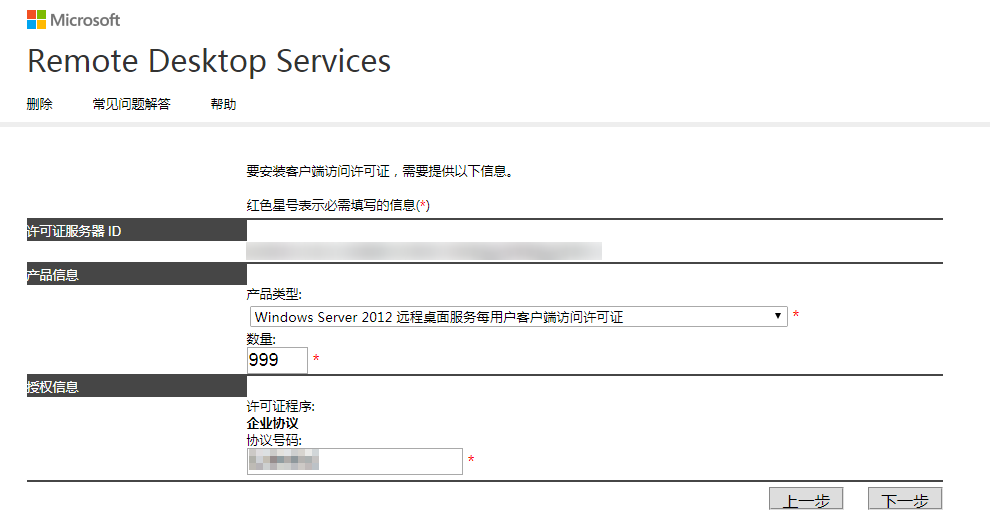 Microsoft
Remote Desktop Services
删除 常见问题解答 帮助
要安装客户端访问许可证，需要提供以下信息。
红色星号表示必需填写的信息(*)
许可证服务器 ID
产品信息
产品类型:
Windows Server 2012 远程桌面服务每用户客户端访问许可证 *
数量:
999 *
授权信息
许可证程序:
企业协议
协议号码:
*
上一步 下一步